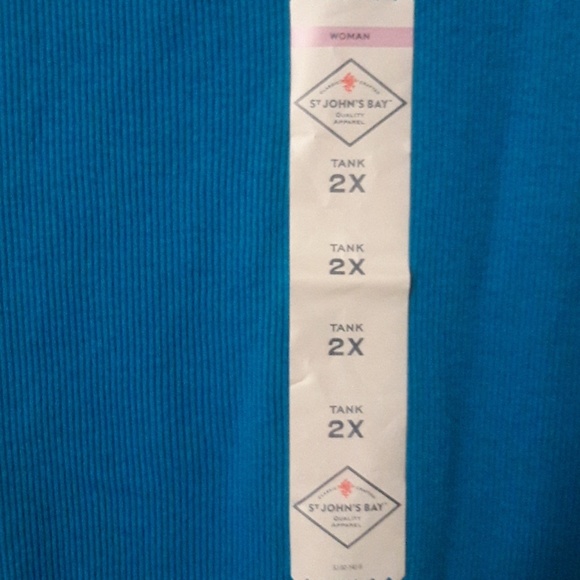 WOMAN
ST JOHN'S BAY
QUALITY
APPAREL
TANK
2X
TANK
2X
TANK
2X
TANK
2X
ST JOHN'S BAY
QUALITY
APPAREL